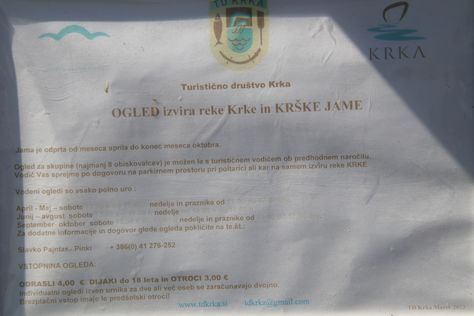 TD KRKA
KRKA
Turistično društvo Krka
OGLED izvira reke Krke in KRŠKE JAME
Jama je odprta od meseca aprila do konec meseca oktobra.
Ogled za skupine (najmanj 8 obiskovalcev) je možen le s turističnem vodičem ob predhodnem naročilu.
Vodič Vas sprejme po dogovoru na parkirnem prostoru pri poltarici ali kar na samem izviru reke KRKE
Vodeni ogledi so vsako polno uro :
April - Maj – sobote nedelje in praznike od
Junij – avgust sobote nedelje
September oktober sobote nedelje in praznike od
Za dodatne informacije in dogovor glede ogleda pokličite na te.št.:
Slavko Pajntar - Pinki + 386(0) 41 276-252
VSTOPNINA OGLEDA:
ODRASLI 4,00 € DIJAKI do 18 leta in OTROCI 3,00 €
Individualni ogledi izven urnika za dve ali več oseb se zaračunavajo dvojno.
Brezplačni vstop imajo le predšolski otroci!
www.tdkrka.si tdkrka@gmail.com
TD Krka Marec 2022